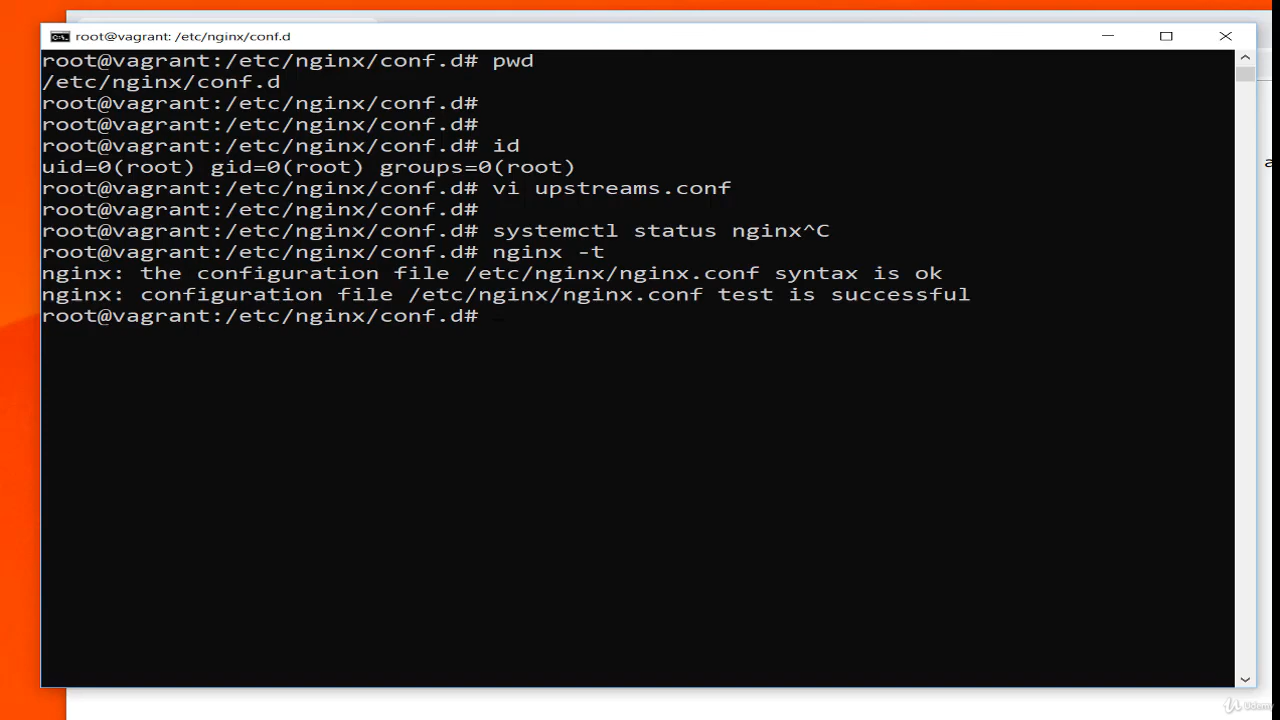 root@vagrant: /etc/nginx/conf.d
root@vagrant:/etc/nginx/conf.d# pwd
/etc/nginx/conf.d
root@vagrant:/etc/nginx/conf.d#
root@vagrant:/etc/nginx/conf.d#
root@vagrant:/etc/nginx/conf.d# id
uid=0(root) gid=0(root) groups=0(root)
root@vagrant:/etc/nginx/conf.d# vi upstreams.conf
root@vagrant:/etc/nginx/conf.d#
root@vagrant:/etc/nginx/conf.d# systemctl status nginx^C
root@vagrant:/etc/nginx/conf.d# nginx -t
nginx: the configuration file /etc/nginx/nginx.conf syntax is ok
nginx: configuration file /etc/nginx/nginx.conf test is successful
root@vagrant:/etc/nginx/conf.d#
Udemy